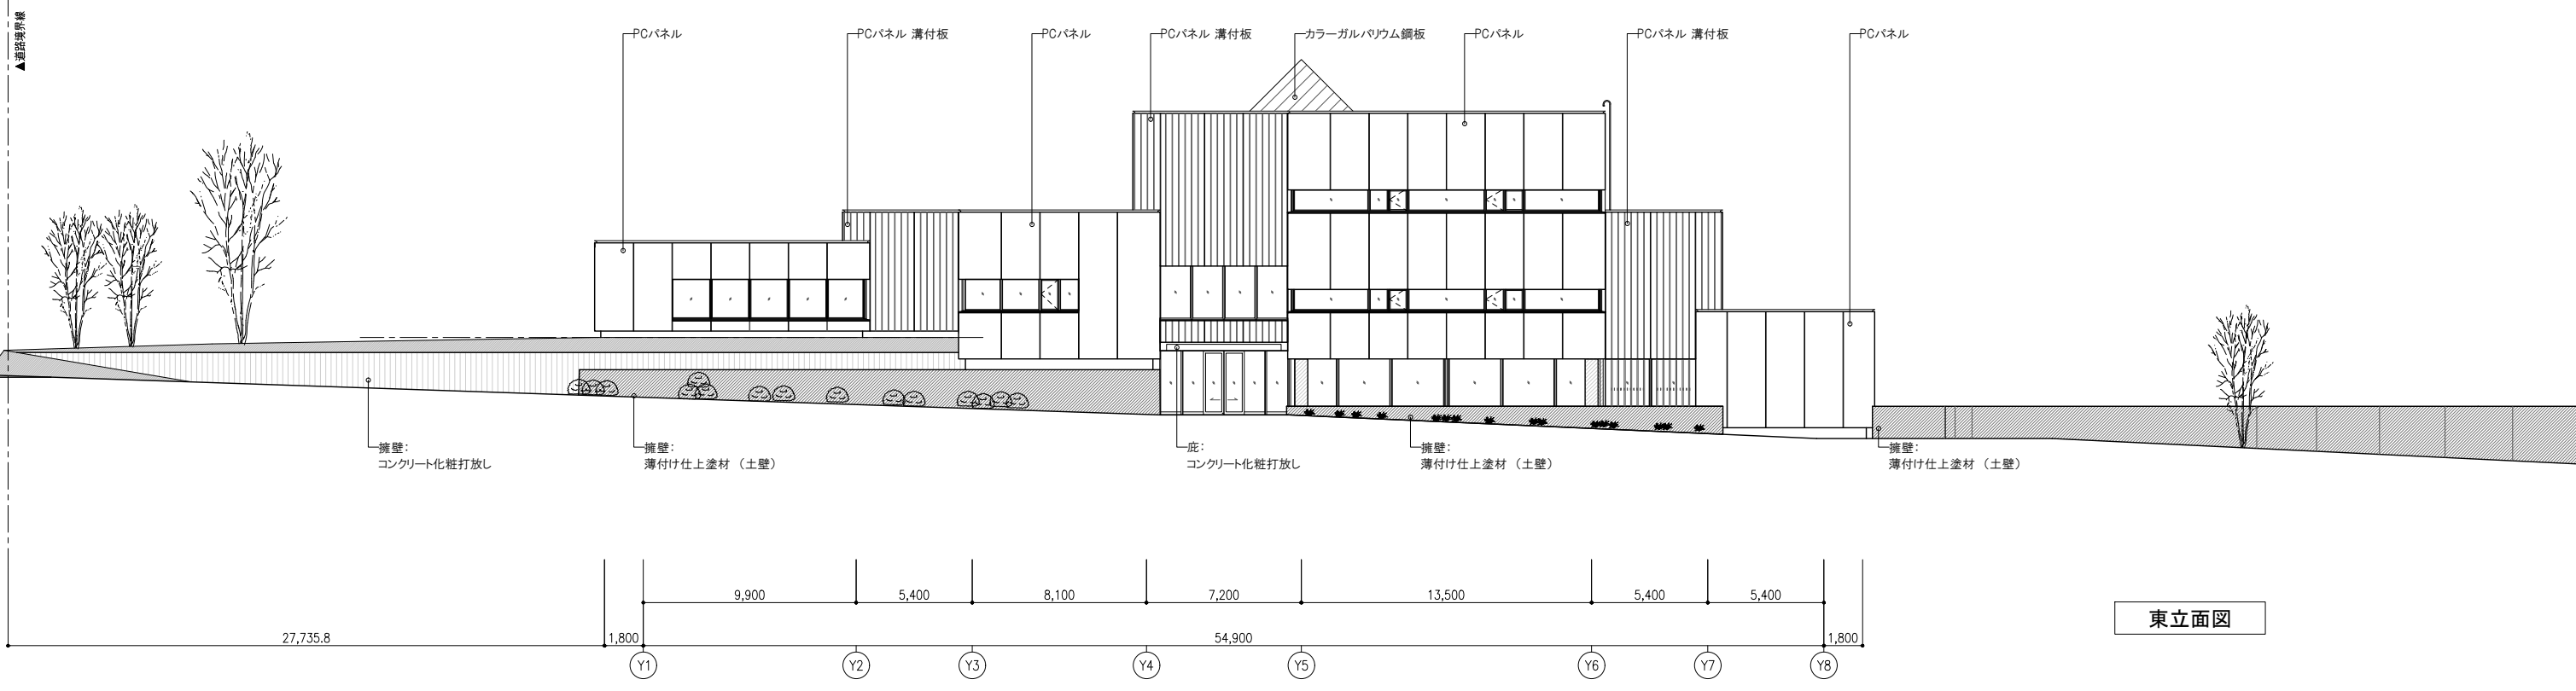 ▲道路境界線
PCパネル
PCパネル 溝付板
PCパネル
PCパネル 溝付板
カラーガルバリウム鋼板
PCパネル
PCパネル 溝付板
PCパネル
擁壁：
コンクリート化粧打放し
擁壁：
薄付け仕上塗材（土壁）
庇：
コンクリート化粧打放し
擁壁：
薄付け仕上塗材（土壁）
擁壁：
薄付け仕上塗材（土壁）
9,900
5,400
8,100
7,200
13,500
5,400
5,400
27,735.8
1,800
54,900
1,800
Y1
Y2
Y3
Y4
Y5
Y6
Y7
Y8
東立面図